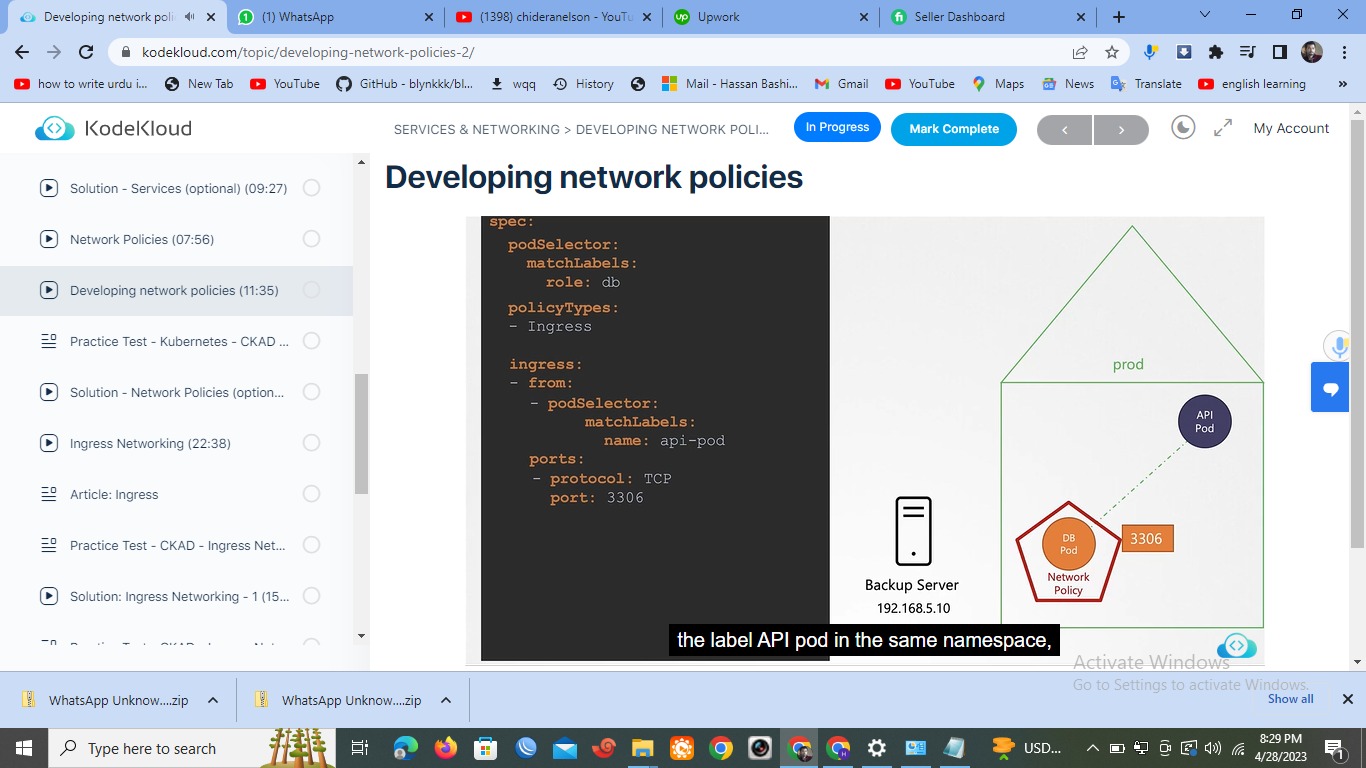 Developing network poli
(1) WhatsApp
(1398) chideranelson - YouTu
Upwork
Seller Dashboard
kodekloud.com/topic/developing-network-policies-2/
how to write urdu i...
New Tab
YouTube
GitHub - blynkkk/bl...
wqq
History
Mail - Hassan Bashi...
Gmail
YouTube
Maps
News
Translate
english learning
»
KodeKloud
SERVICES & NETWORKING > DEVELOPING NETWORK POLI...
In Progress
Mark Complete
My Account
Solution - Services (optional) (09:27)
Network Policies (07:56)
Developing network policies (11:35)
Practice Test - Kubernetes - CKAD ...
Solution - Network Policies (option...
Ingress Networking (22:38)
Article: Ingress
Practice Test - CKAD - Ingress Net...
Solution: Ingress Networking - 1 (15...
Developing network policies
spec:
podSelector:
matchLabels:
role: db
policyTypes:
- Ingress
ingress:
- from:
- podSelector:
matchLabels:
name: api-pod
ports:
- protocol: TCP
port: 3306
prod
API
Pod
DB
Pod
3306
Network
Policy
Backup Server
192.168.5.10
the label API pod in the same namespace,
Activate Windows
Go to Settings to activate Windows.
WhatsApp Unknow....zip
WhatsApp Unknow....zip
Show all
Type here to search
USD...
8:29 PM
4/28/2023
1